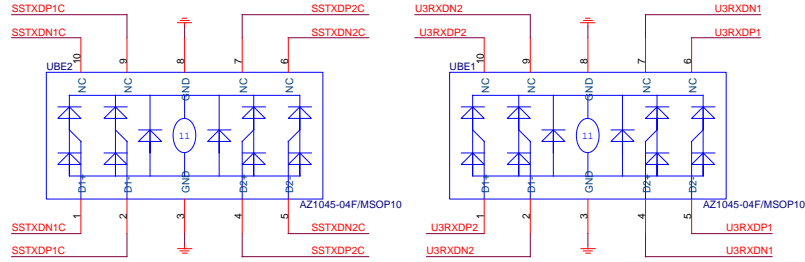 SSTXDP1C SSTXDP2C U3RXDN2 U3RXDN1
SSTXDN1C SSTXDN2C U3RXDP2 U3RXDP1
10 9 8 7 6 10 9 8 7 6
UBE2 UBE1
NC NC GND NC NC NC NC GND NC NC
11 11
D1+ D1- GND D2+ D2- D1+ D1- GND D2+ D2-
AZ1045-04F/MSOP10 AZ1045-04F/MSOP10
1 2 3 4 5 1 2 3 4 5
SSTXDN1C SSTXDN2C U3RXDP2 U3RXDP1
SSTXDP1C SSTXDP2C U3RXDN2 U3RXDN1